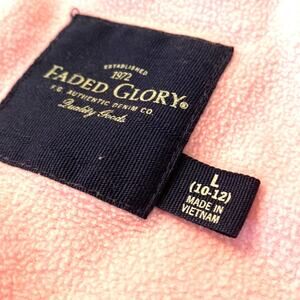 ESTABLISHED
1972
FADED GLORY®
F.G. AUTHENTIC DENIM CO.
Quality Goods
L
(10-12)
MADE IN
VIETNAM